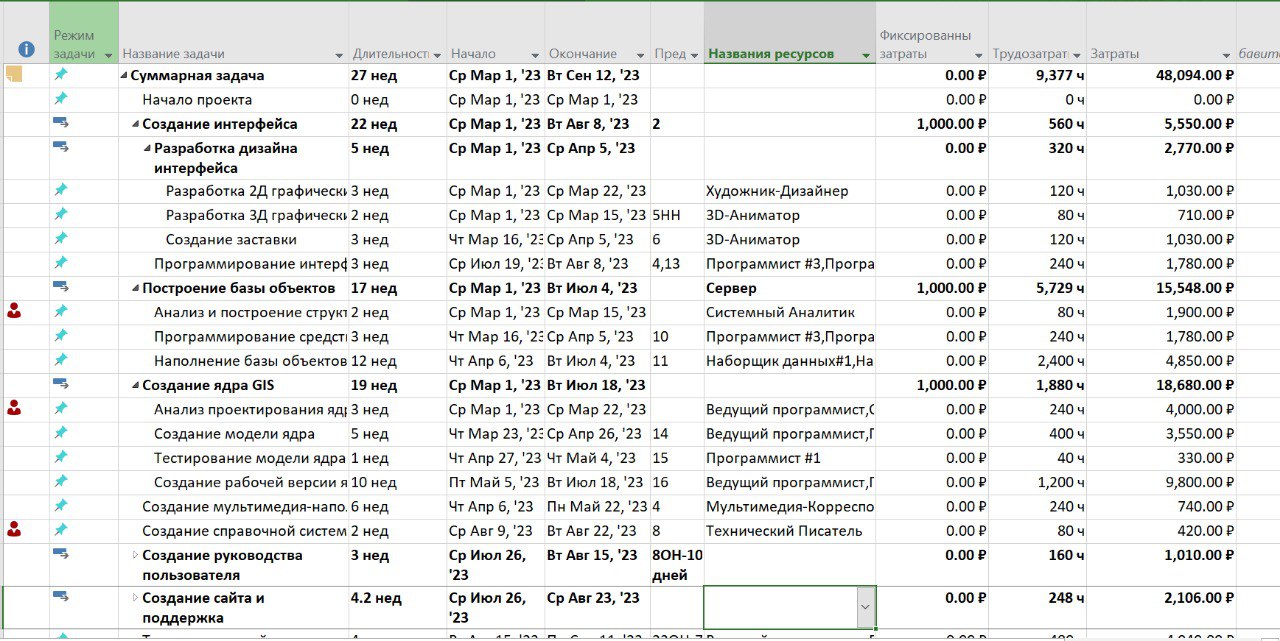 Режим
задачи Название задачи Длительност Начало Окончание Пред Названия ресурсов Фиксированны затраты Трудозатрат Затраты бавить
Суммарная задача 27 нед Ср Мар 1, '23 Вт Сен 12, '23 0.00 ₽ 9,377 ч 48,094.00 ₽
Начало проекта 0 нед Ср Мар 1, '23 Ср Мар 1, '23 0.00 ₽ 0 ч 0.00 ₽
Создание интерфейса 22 нед Ср Мар 1, '23 Вт Авг 8, '23 2 1,000.00 ₽ 560 ч 5,550.00 ₽
Разработка дизайна 5 нед Ср Мар 1, '23 Ср Апр 5, '23 0.00 ₽ 320 ч 2,770.00 ₽
интерфейса
Разработка 2Д графически 3 нед Ср Мар 1, '23 Ср Мар 22, '23 Художник-Дизайнер 0.00 ₽ 120 ч 1,030.00 ₽
Разработка 3Д графически 2 нед Ср Мар 1, '23 Ср Мар 15, '23 5НН 3D-Аниматор 0.00 ₽ 80 ч 710.00 ₽
Создание заставки 3 нед Чт Мар 16, '23 Ср Апр 5, '23 6 3D-Аниматор 0.00 ₽ 120 ч 1,030.00 ₽
Программирование интерф 3 нед Ср Июл 19, '23 Вт Авг 8, '23 4,13 Программист #3,Програ 0.00 ₽ 240 ч 1,780.00 ₽
Построение базы объектов 17 нед Ср Мар 1, '23 Вт Июл 4, '23 Сервер 1,000.00 ₽ 5,729 ч 15,548.00 ₽
Анализ и построение структ 2 нед Ср Мар 1, '23 Ср Мар 15, '23 Системный Аналитик 0.00 ₽ 80 ч 1,900.00 ₽
Программирование средст 3 нед Чт Мар 16, '23 Ср Апр 5, '23 10 Программист #3,Програ 0.00 ₽ 240 ч 1,780.00 ₽
Наполнение базы объектов 12 нед Чт Апр 6, '23 Вт Июл 4, '23 11 Наборщик данных#1,На 0.00 ₽ 2,400 ч 4,850.00 ₽
Создание ядра GIS 19 нед Ср Мар 1, '23 Вт Июл 18, '23 1,000.00 ₽ 1,880 ч 18,680.00 ₽
Анализ проектирования ядр 3 нед Ср Мар 1, '23 Ср Мар 22, '23 Ведущий программист,С 0.00 ₽ 240 ч 4,000.00 ₽
Создание модели ядра 5 нед Чт Мар 23, '23 Ср Апр 26, '23 14 Ведущий программист,П 0.00 ₽ 400 ч 3,550.00 ₽
Тестирование модели ядра 1 нед Чт Апр 27, '23 Чт Май 4, '23 15 Программист #1 0.00 ₽ 40 ч 330.00 ₽
Создание рабочей версии я 10 нед Пт Май 5, '23 Вт Июл 18, '23 16 Ведущий программист,П 0.00 ₽ 1,200 ч 9,800.00 ₽
Создание мультимедиа-напо. 6 нед Чт Апр 6, '23 Пн Май 22, '23 4 Мультимедия-Корреспо 0.00 ₽ 240 ч 740.00 ₽
Создание справочной систем 2 нед Ср Авг 9, '23 Вт Авг 22, '23 8 Технический Писатель 0.00 ₽ 80 ч 420.00 ₽
Создание руководства 3 нед Ср Июл 26, Вт Авг 15, '23 8ОН-10 0.00 ₽ 160 ч 1,010.00 ₽
пользователя '23 дней
Создание сайта и 4.2 нед Ср Июл 26, Ср Авг 23, '23 0.00 ₽ 248 ч 2,106.00 ₽
поддержка '23